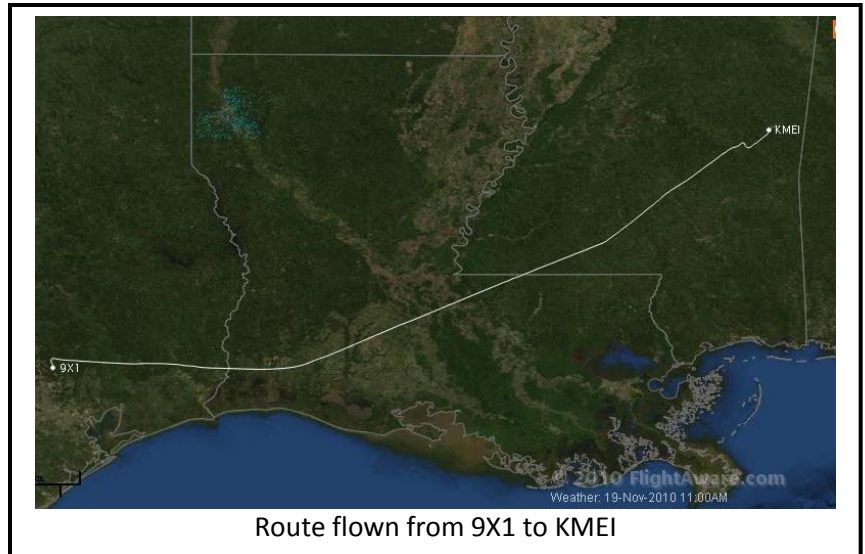 KMEI
9X1
© 2010 FlightAware.com
Weather: 19-Nov-2010 11:00AM
Route flown from 9X1 to KMEI